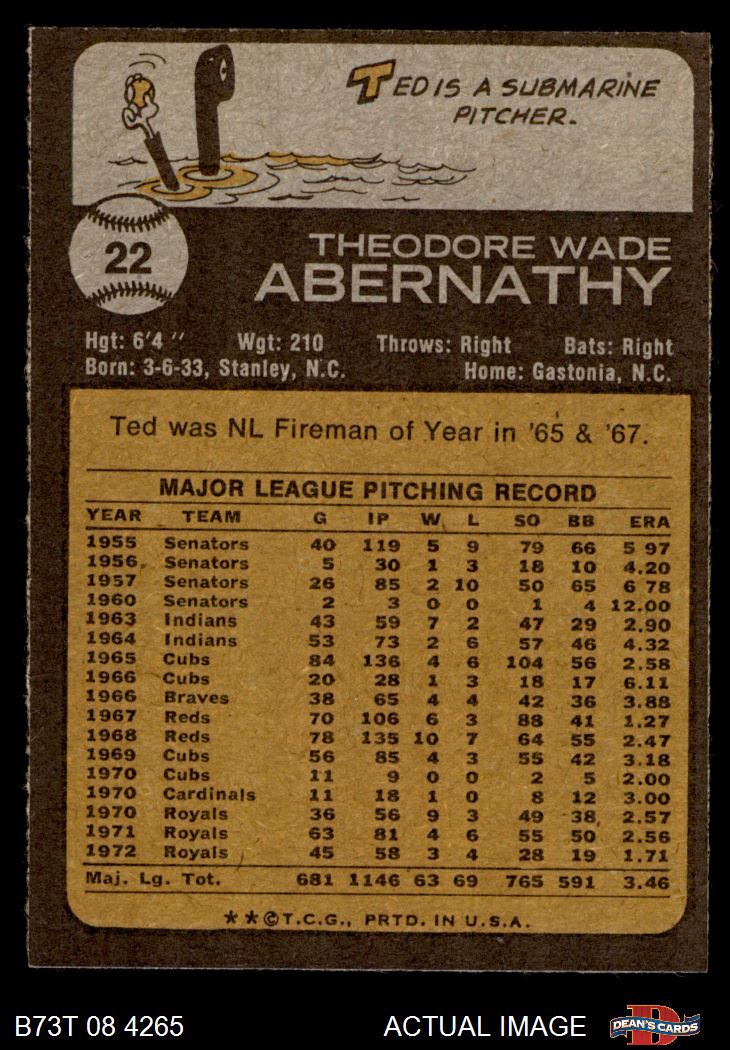 TED IS A SUBMARINE
PITCHER.
22
THEODORE WADE
ABERNATHY
Hgt: 6'4" Wgt: 210 Throws: Right Bats: Right
Born: 3-6-33, Stanley, N.C. Home: Gastonia, N.C.
Ted was NL Fireman of Year in '65 & '67.
MAJOR LEAGUE PITCHING RECORD
YEAR TEAM G IP W L SO BB ERA
1955 Senators 40 119 5 9 79 66 5 97
1956 Senators 5 30 1 3 18 10 4.20
1957 Senators 26 85 2 10 50 65 6 78
1960 Senators 2 3 0 0 1 4 12.00
1963 Indians 43 59 7 2 47 29 2.90
1964 Indians 53 73 2 6 57 46 4.32
1965 Cubs 84 136 4 6 104 56 2.58
1966 Cubs 20 28 1 3 18 17 6.11
1966 Braves 38 65 4 4 42 36 3.88
1967 Reds 70 106 6 3 88 41 1.27
1968 Reds 78 135 10 7 64 55 2.47
1969 Cubs 56 85 4 3 55 42 3.18
1970 Cubs 11 9 0 0 2 5 2.00
1970 Cardinals 11 18 1 0 8 12 3.00
1970 Royals 36 56 9 3 49 38 2.57
1971 Royals 63 81 4 6 55 50 2.56
1972 Royals 45 58 3 4 28 19 1.71
Maj. Lg. Tot. 681 1146 63 69 765 591 3.46
★★©T.C.G., PRTD. IN U.S.A.
B73T 08 4265 ACTUAL IMAGE DEAN'S CARDS